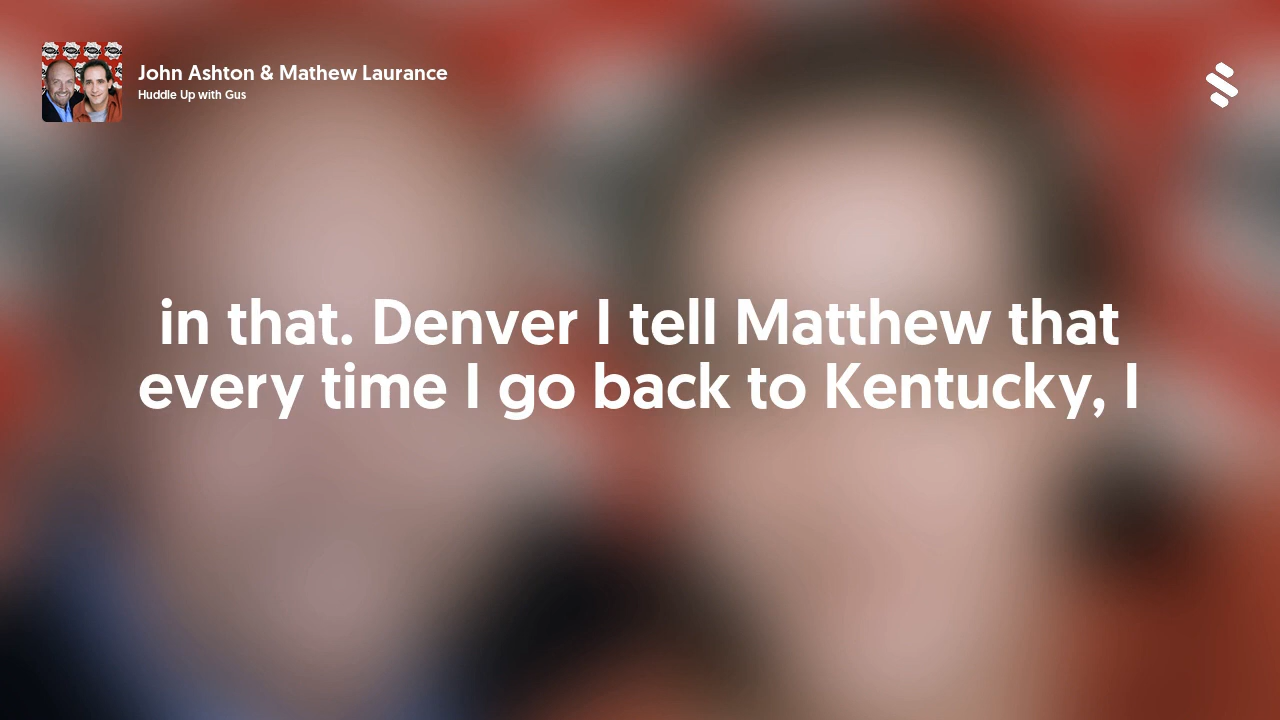 John Ashton & Mathew Laurance
Huddle Up with Gus
in that. Denver I tell Matthew that
every time I go back to Kentucky, I